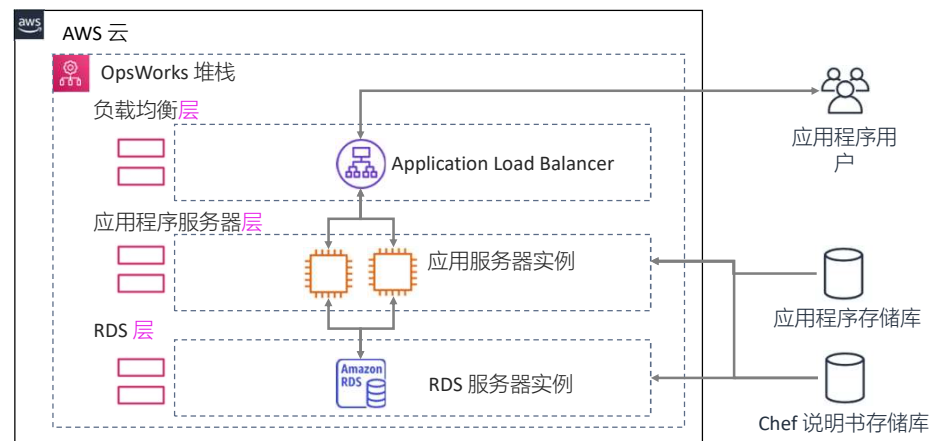 aws
AWS 云
OpsWorks 堆栈
负载均衡层
Application Load Balancer
应用程序用
户
应用程序服务器层
应用服务器实例
应用程序存储库
RDS 层
Amazon
RDS
RDS 服务器实例
Chef 说明书存储库